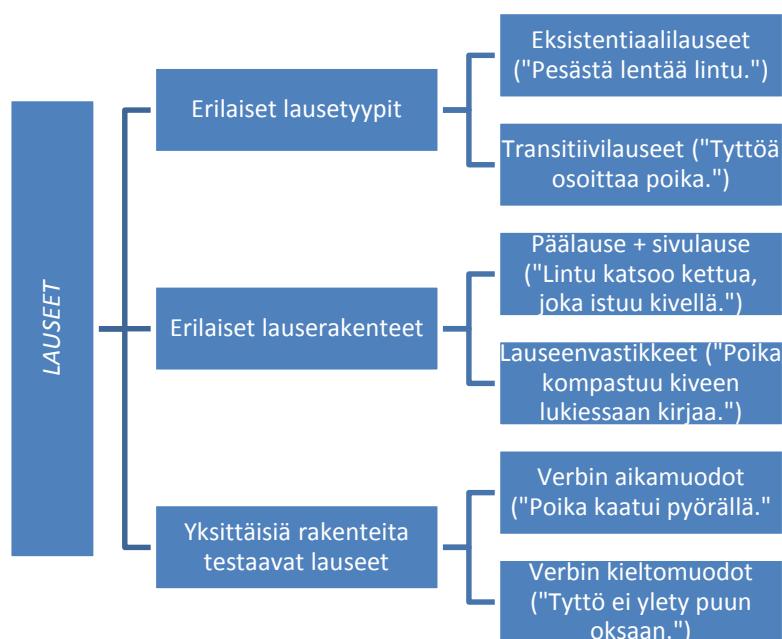 LAUSEET
Erilaiset lausetyypit
Eksistentiaalilauseet
("Pesästä lentää lintu.")
Transitiivilauseet ("Tyttöä
osoittaa poika.")
Erilaiset lauserakenteet
Päälause + sivulause
("Lintu katsoo kettua,
joka istuu kivellä.")
Lauseenvastikkeet ("Poika
kompastuu kiveen
lukiessaan kirjaa.")
Yksittäisiä rakenteita
testaavat lauseet
Verbin aikamuodot
("Poika kaatui pyörällä."
Verbin kieltomuodot
("Tyttö ei ylety puun
oksaan.")